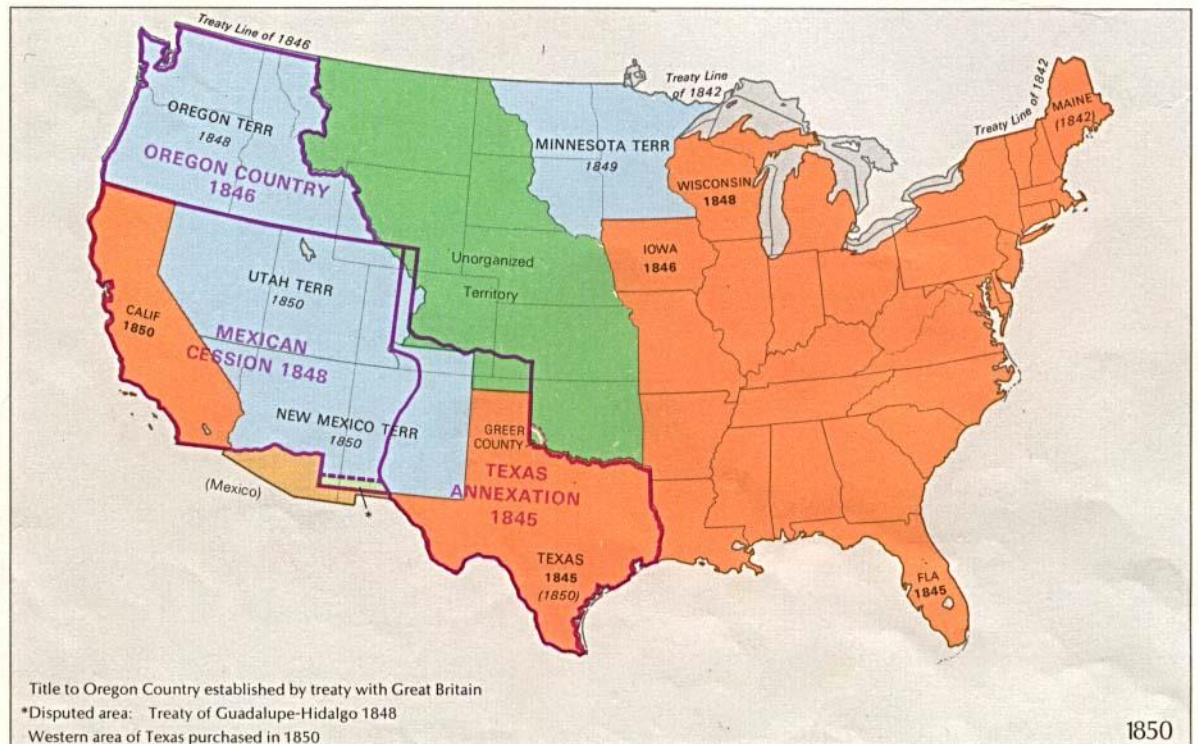 Treaty Line of 1846
Treaty Line
of 1842
Treaty Line of 1842
MAINE
(1842)
OREGON TERR
1848
OREGON COUNTRY
1846
MINNESOTA TERR
1849
WISCONSIN
1848
IOWA
1846
Unorganized
Territory
UTAH TERR
1850
CALIF
1850
MEXICAN
CESSION 1848
NEW MEXICO TERR
1850
GREER
COUNTY
TEXAS
ANNEXATION
1845
(Mexico)
*
TEXAS
1845
(1850)
FLA
1845
Title to Oregon Country established by treaty with Great Britain
*Disputed area: Treaty of Guadalupe-Hidalgo 1848
Western area of Texas purchased in 1850
1850